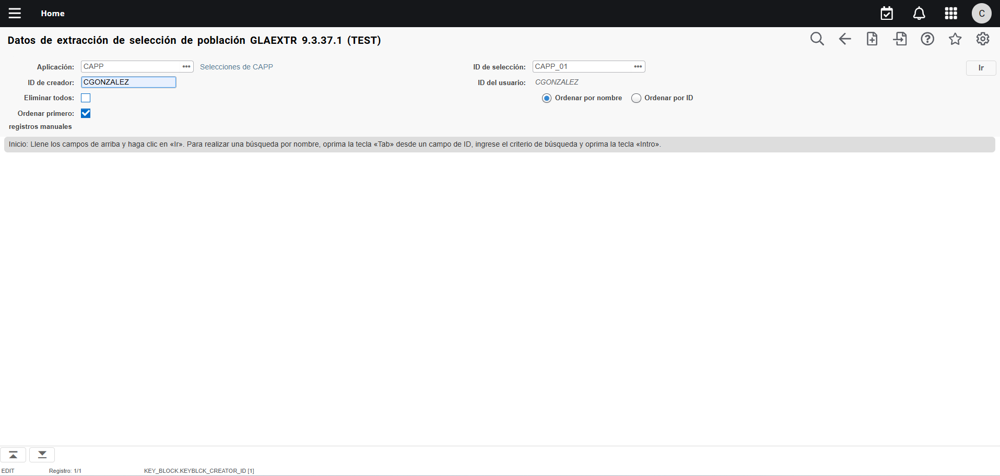 Home
C
Datos de extracción de selección de población GLAEXTR 9.3.37.1 (TEST)
Aplicación: CAPP ••• Selecciones de CAPP ID de selección: CAPP_01 ••• Ir
ID de creador: CGONZALEZ ID del usuario: CGONZALEZ
Eliminar todos: Ordenar por nombre Ordenar por ID
Ordenar primero:
registros manuales
Inicio: Llene los campos de arriba y haga clic en «Ir». Para realizar una búsqueda por nombre, oprima la tecla «Tab» desde un campo de ID, ingrese el criterio de búsqueda y oprima la tecla «Intro».
EDIT Registro: 1/1 KEY_BLOCK.KEYBLCK_CREATOR_ID [1]